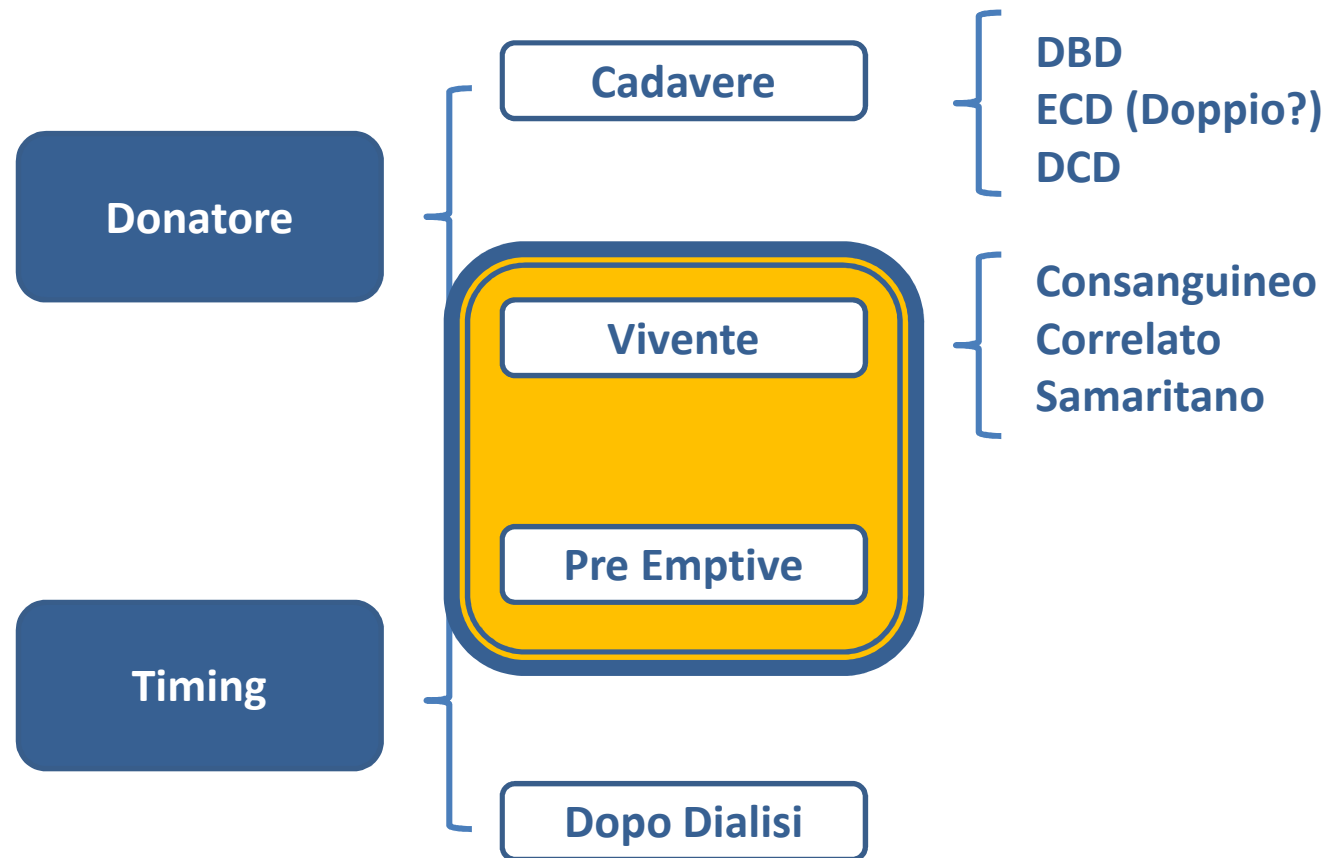 Donatore
Cadavere
DBD
ECD (Doppio?)
DCD
Vivente
Consanguineo
Correlato
Samaritano
Timing
Pre Emptive
Dopo Dialisi